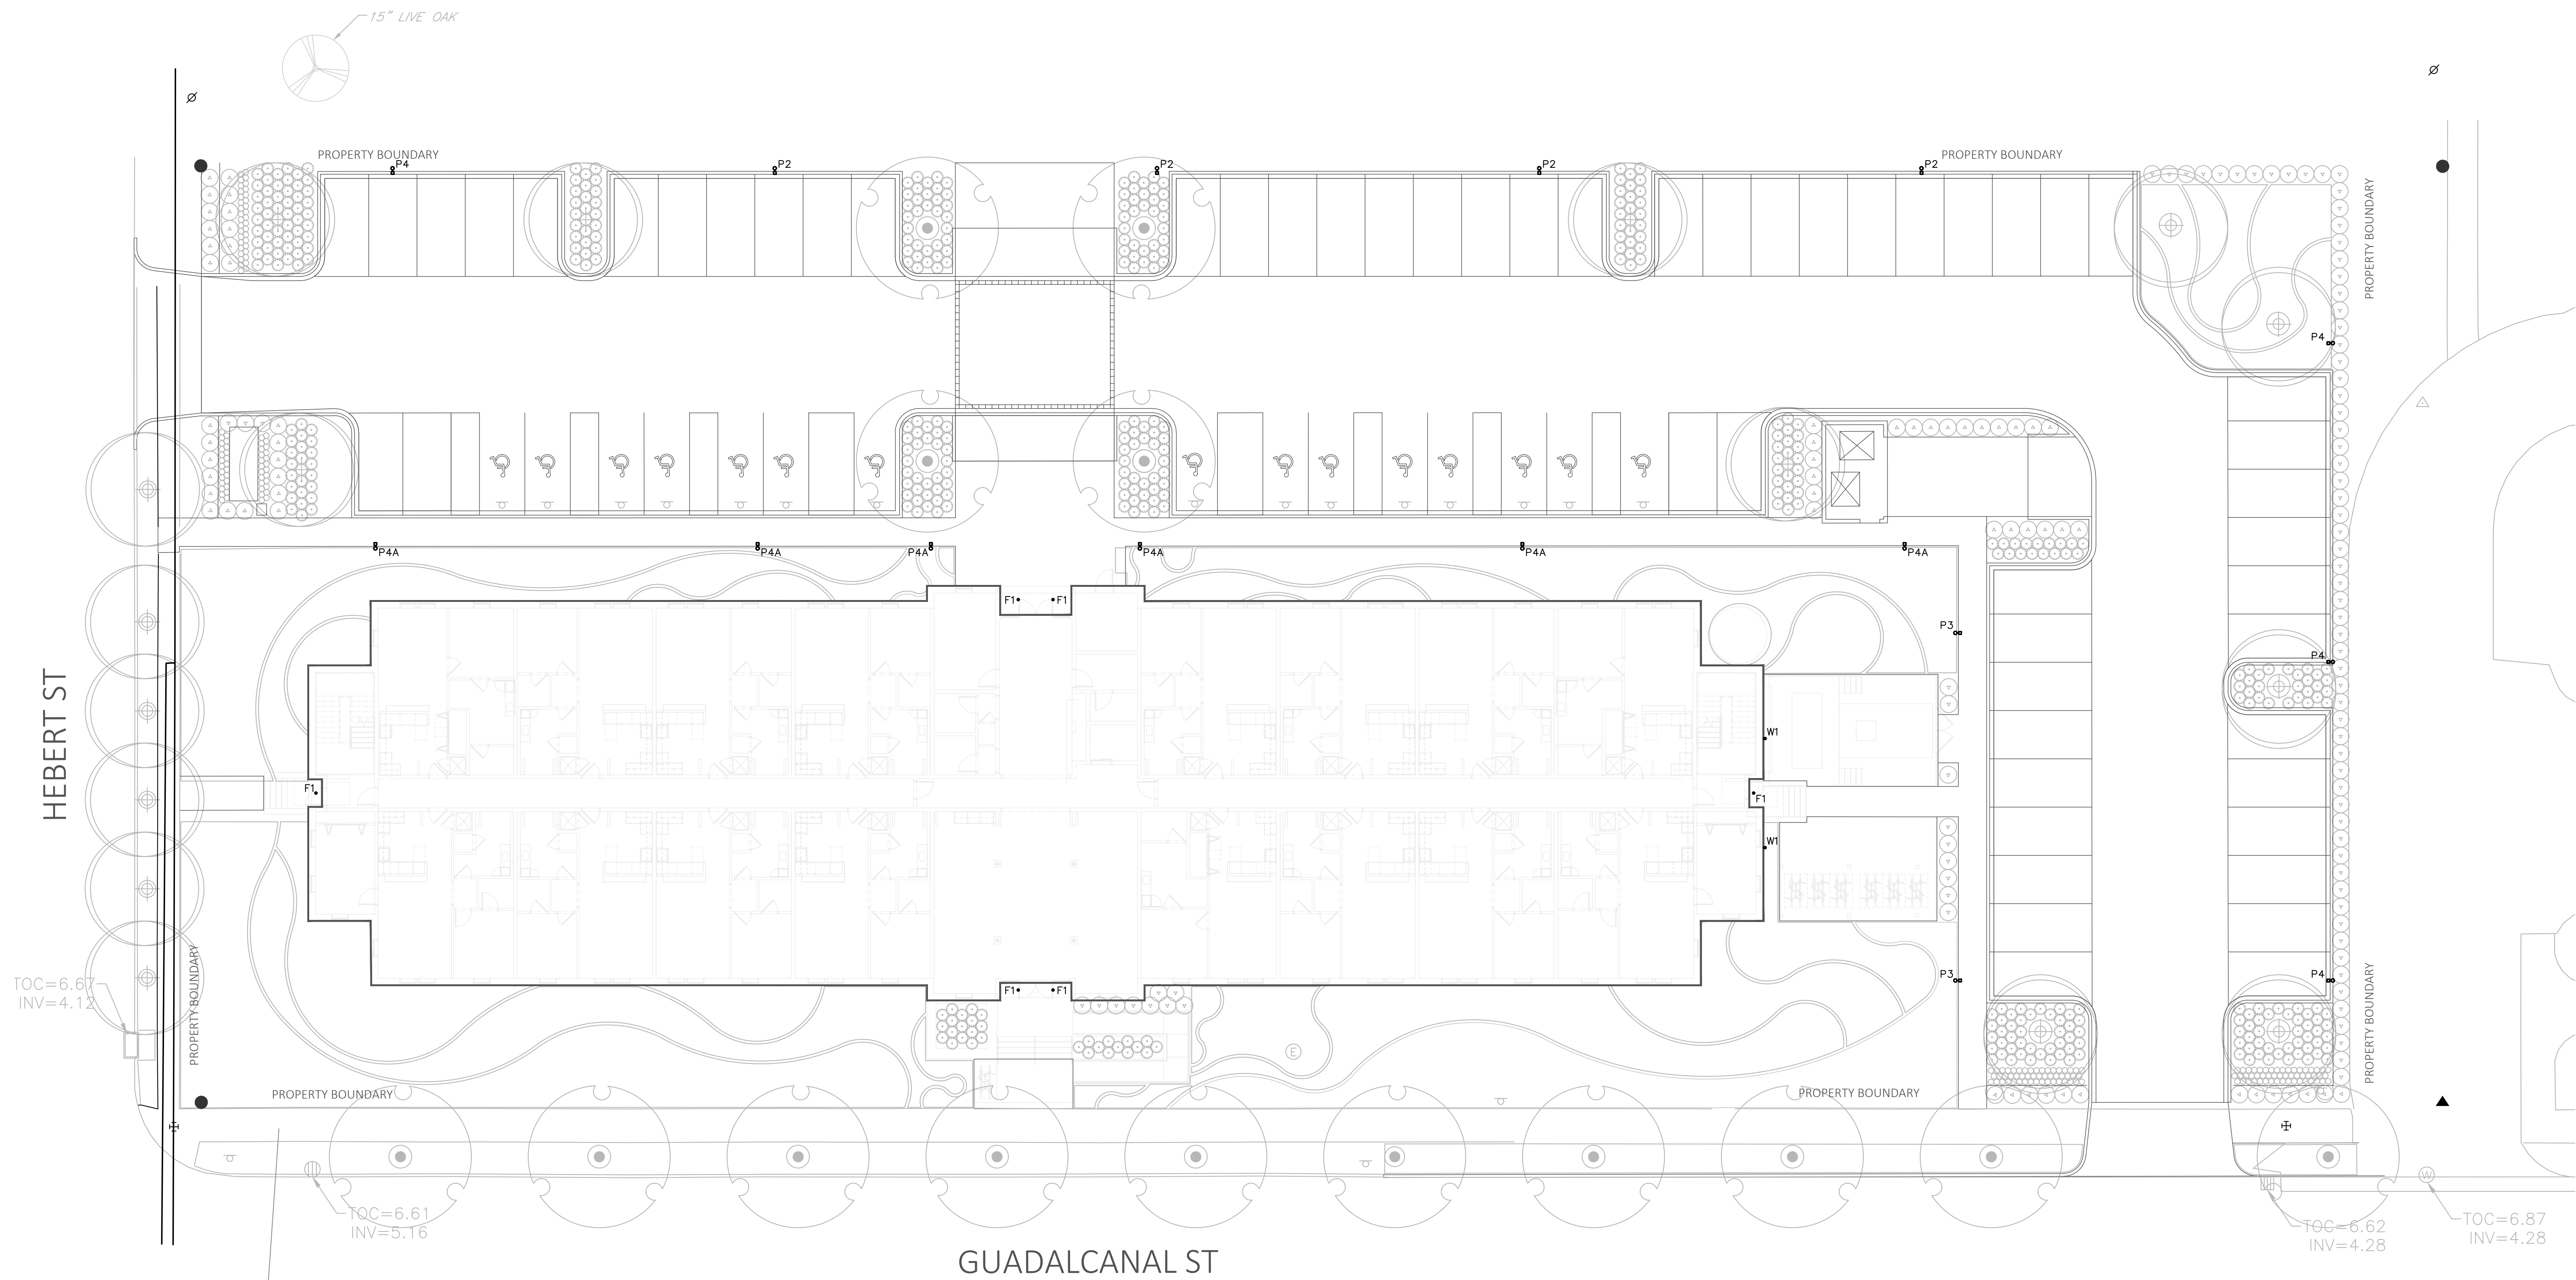 15" LIVE OAK
PROPERTY BOUNDARY
PROPERTY BOUNDARY
P4
P2
P2
P2
P2
PROPERTY BOUNDARY
P4
P4A
P4A
P4A
P4A
P4A
P4A
F1
F1
P3
P4
HEBERT ST
W1
F1
F1
W1
PROPERTY BOUNDARY
PROPERTY BOUNDARY
TOC=6.67
INV=4.12
F1
F1
P3
P4
E
PROPERTY BOUNDARY
PROPERTY BOUNDARY
W
TOC=6.61
INV=5.16
TOC=6.62
INV=4.28
TOC=6.87
INV=4.28
GUADALCANAL ST